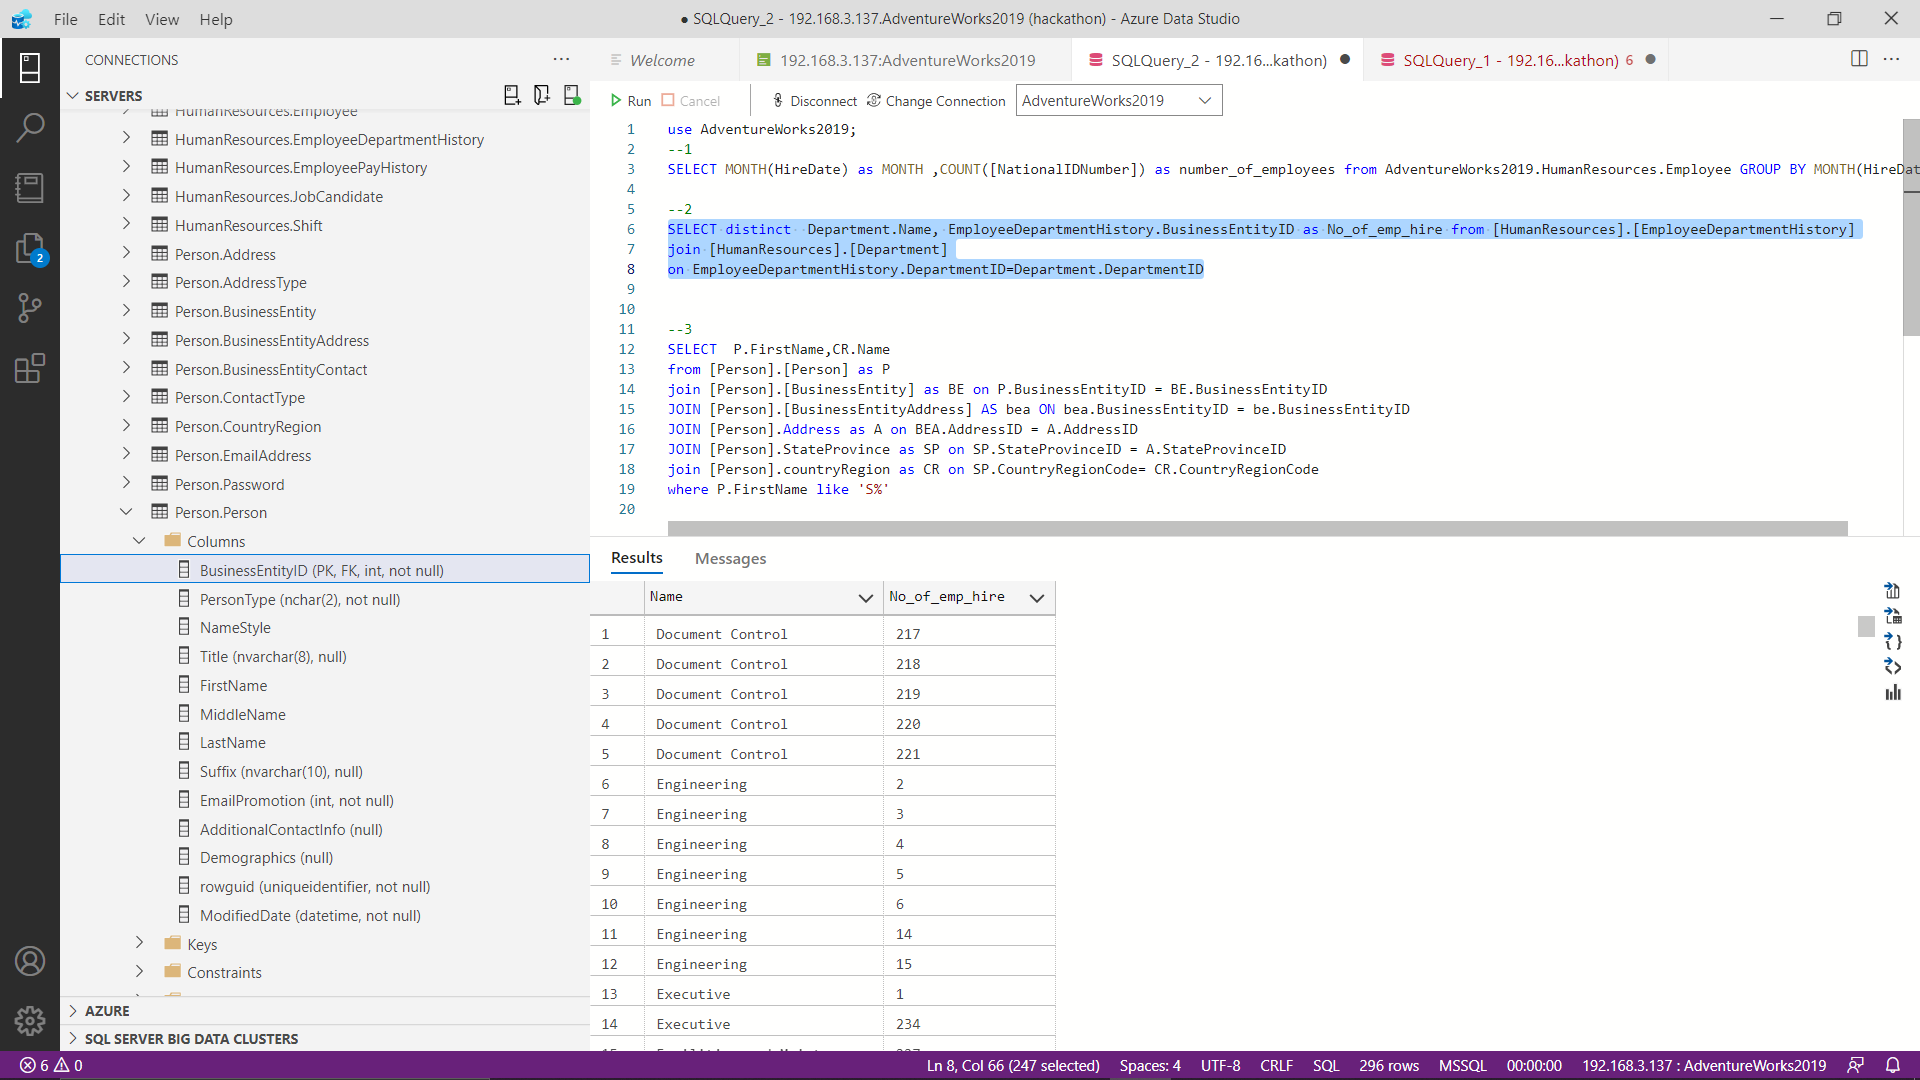 File Edit View Help
● SQLQuery_2 - 192.168.3.137.AdventureWorks2019 (hackathon) - Azure Data Studio
CONNECTIONS
SERVERS
HumanResources.Employee
HumanResources.EmployeeDepartmentHistory
HumanResources.EmployeePayHistory
HumanResources.JobCandidate
HumanResources.Shift
Person.Address
Person.AddressType
Person.BusinessEntity
Person.BusinessEntityAddress
Person.BusinessEntityContact
Person.ContactType
Person.CountryRegion
Person.EmailAddress
Person.Password
Person.Person
Columns
BusinessEntityID (PK, FK, int, not null)
PersonType (nchar(2), not null)
NameStyle
Title (nvarchar(8), null)
FirstName
MiddleName
LastName
Suffix (nvarchar(10), null)
EmailPromotion (int, not null)
AdditionalContactInfo (null)
Demographics (null)
rowguid (uniqueidentifier, not null)
ModifiedDate (datetime, not null)
Keys
Constraints
AZURE
SQL SERVER BIG DATA CLUSTERS
2
Welcome
192.168.3.137:AdventureWorks2019
SQLQuery_2 - 192.16...kathon)
SQLQuery_1 - 192.16...kathon) 6
Run Cancel Disconnect Change Connection AdventureWorks2019
1 use AdventureWorks2019;
2 --1
3 SELECT MONTH(HireDate) as MONTH ,COUNT([NationalIDNumber]) as number_of_employees from AdventureWorks2019.HumanResources.Employee GROUP BY MONTH(HireDat
4
5 --2
6 SELECT distinct  Department.Name, EmployeeDepartmentHistory.BusinessEntityID as No_of_emp_hire from [HumanResources].[EmployeeDepartmentHistory]
7 join [HumanResources].[Department]
8 on EmployeeDepartmentHistory.DepartmentID=Department.DepartmentID
9
10
11 --3
12 SELECT  P.FirstName,CR.Name
13 from [Person].[Person] as P
14 join [Person].[BusinessEntity] as BE on P.BusinessEntityID = BE.BusinessEntityID
15 JOIN [Person].[BusinessEntityAddress] AS bea ON bea.BusinessEntityID = be.BusinessEntityID
16 JOIN [Person].Address as A on BEA.AddressID = A.AddressID
17 JOIN [Person].StateProvince as SP on SP.StateProvinceID = A.StateProvinceID
18 join [Person].countryRegion as CR on SP.CountryRegionCode= CR.CountryRegionCode
19 where P.FirstName like 'S%'
20
Results Messages
Name No_of_emp_hire
1 Document Control 217
2 Document Control 218
3 Document Control 219
4 Document Control 220
5 Document Control 221
6 Engineering 2
7 Engineering 3
8 Engineering 4
9 Engineering 5
10 Engineering 6
11 Engineering 14
12 Engineering 15
13 Executive 1
14 Executive 234
6 0
Ln 8, Col 66 (247 selected) Spaces: 4 UTF-8 CRLF SQL 296 rows MSSQL 00:00:00 192.168.3.137 : AdventureWorks2019